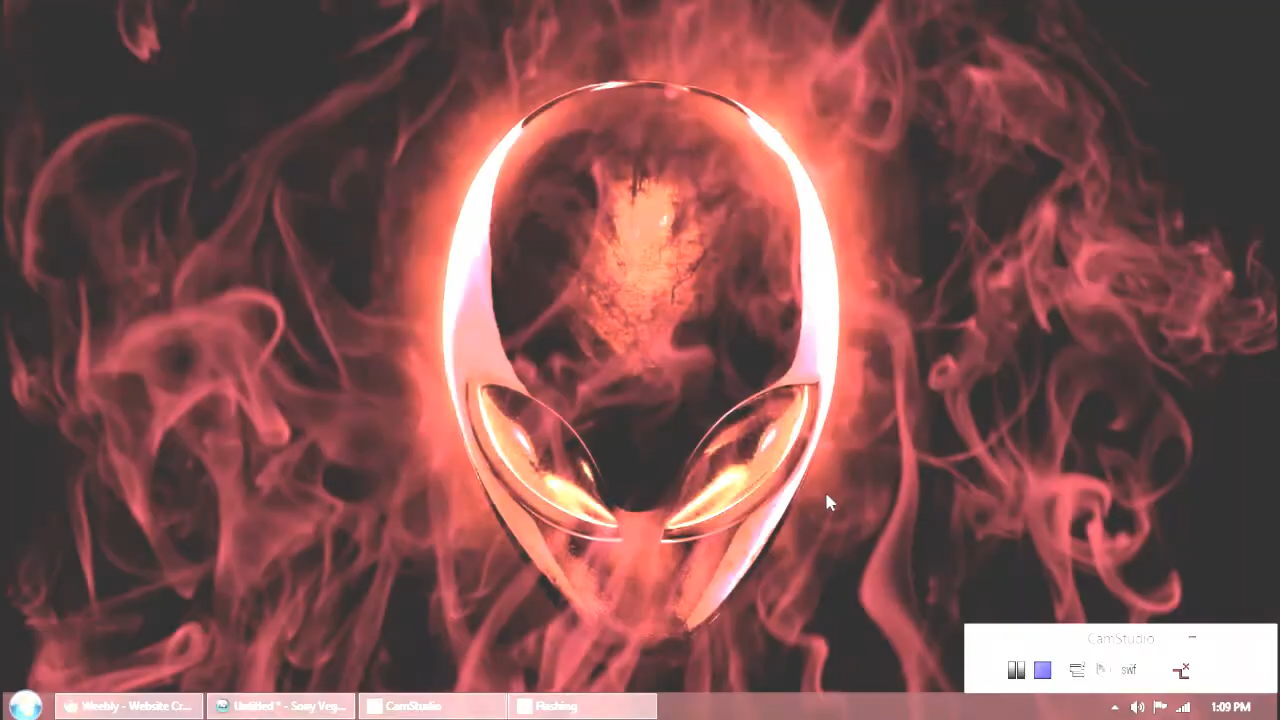 CamStudio
swf
Weebly - Website Cr...
Untitled * - Sony Veg...
CamStudio
Flashing
1:09 PM